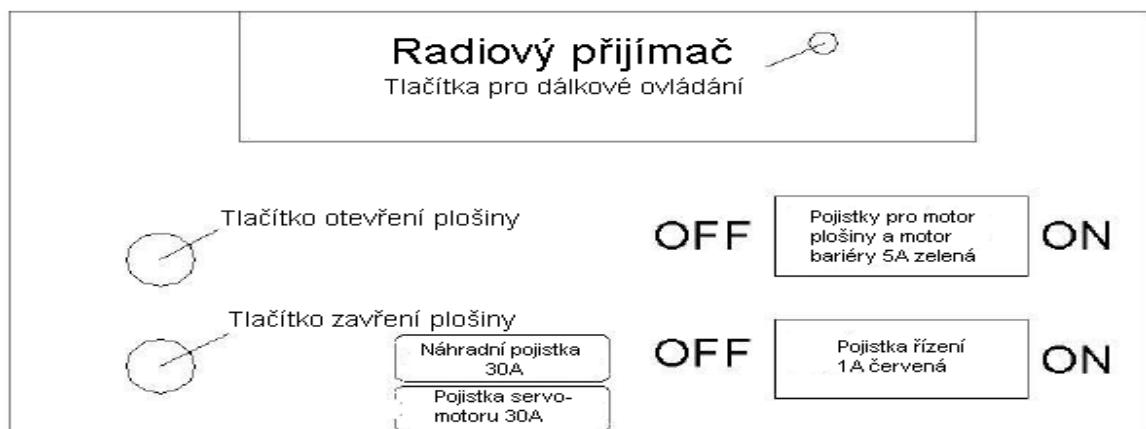 Radiový přijímač
Tlačítka pro dálkové ovládání
Tlačítko otevření plošiny
OFF
Pojistky pro motor
plošiny a motor
bariéry 5A zelená
ON
Tlačítko zavření plošiny
Náhradní pojistka
30A
Pojistka servo-
motoru 30A
OFF
Pojistka řízení
1A červená
ON